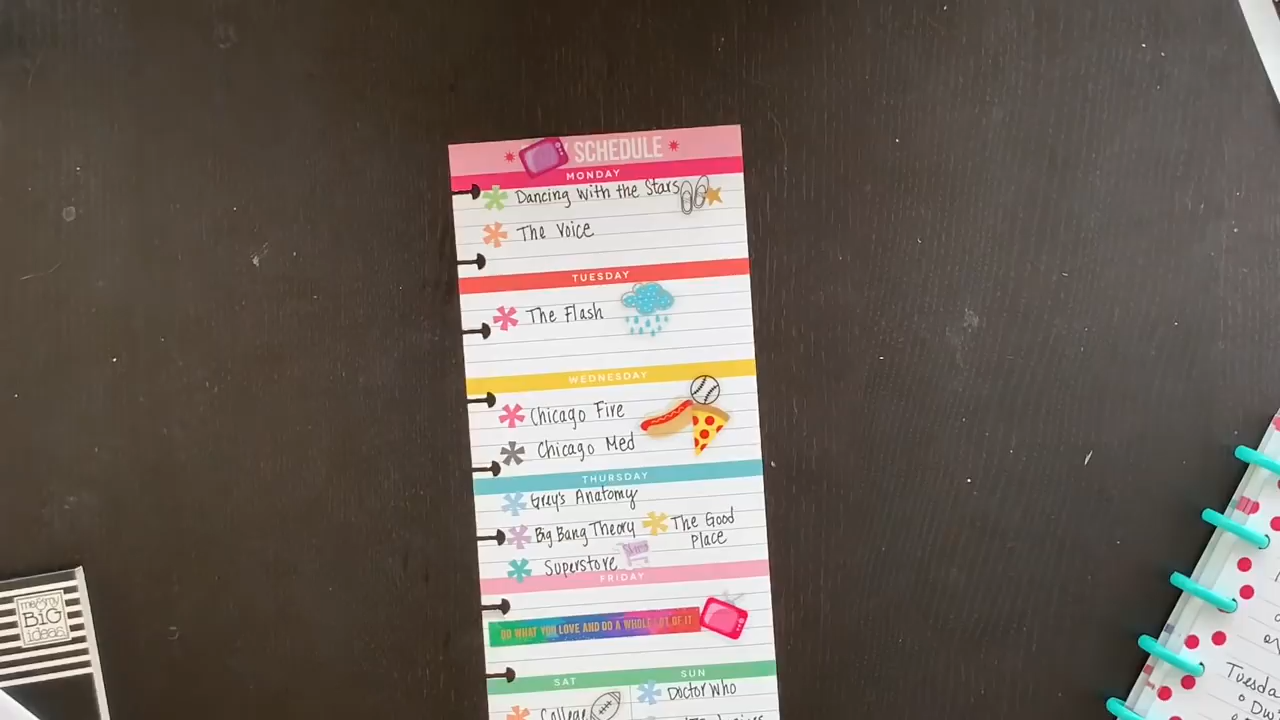 SCHEDULE
MONDAY
Dancing with the Stars
The Voice
TUESDAY
The Flash
WEDNESDAY
Chicago Fire
Chicago Med
THURSDAY
Grey's Anatomy
Big Bang Theory
The Good
Place
Superstore
FRIDAY
DO WHAT YOU LOVE AND DO A WHOLE LOT OF IT
SAT
SUN
Doctor Who
College
me & my
BIG
ideas
Tuesda